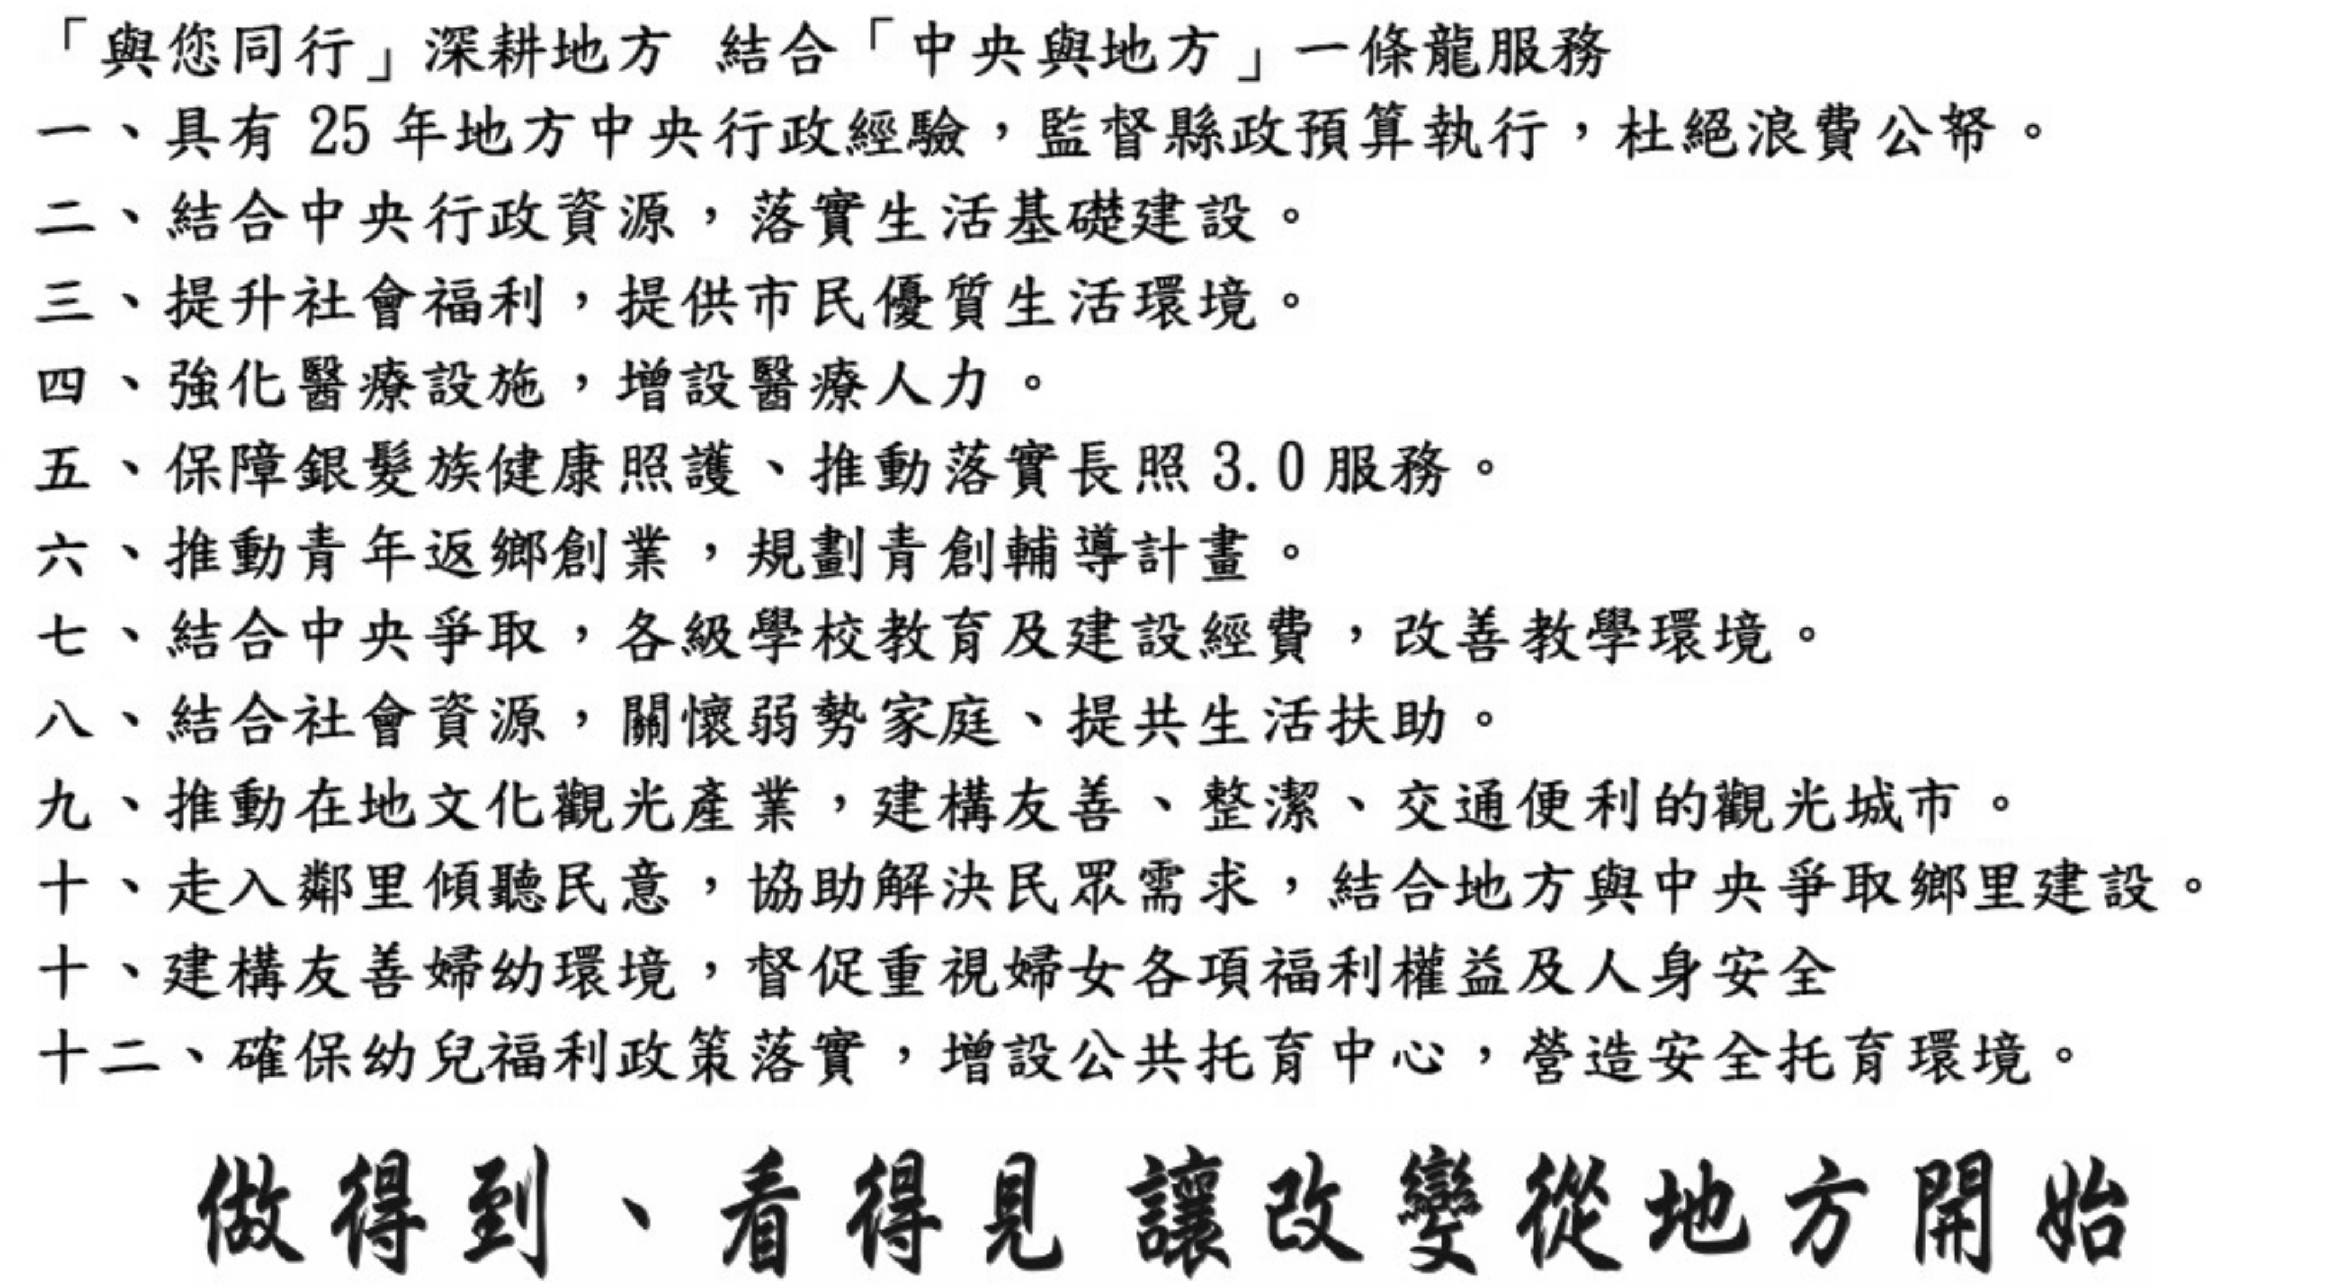 「與您同行」深耕地方 結合「中央與地方」一條龍服務
一、具有 25 年地方中央行政經驗，監督縣政預算執行，杜絕浪費公帑。
二、結合中央行政資源，落實生活基礎建設。
三、提升社會福利，提供市民優質生活環境。
四、強化醫療設施，增設醫療人力。
五、保障銀髮族健康照護、推動落實長照 3.0 服務。
六、推動青年返鄉創業，規劃青創輔導計畫。
七、結合中央爭取，各級學校教育及建設經費，改善教學環境。
八、結合社會資源，關懷弱勢家庭、提共生活扶助。
九、推動在地文化觀光產業，建構友善、整潔、交通便利的觀光城市。
十、走入鄰里傾聽民意，協助解決民眾需求，結合地方與中央爭取鄉里建設。
十、建構友善婦幼環境，督促重視婦女各項福利權益及人身安全
十二、確保幼兒福利政策落實，增設公共托育中心，營造安全托育環境。
做得到、看得見 讓改變從地方開始